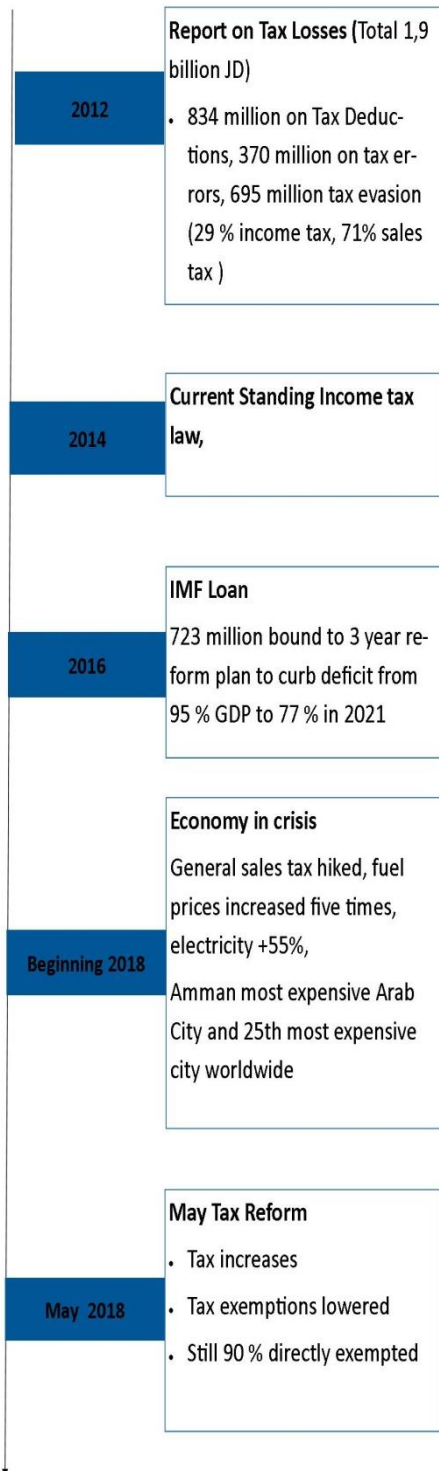 Report on Tax Losses (Total 1,9
billion JD)
2012
• 834 million on Tax Deduc-
tions, 370 million on tax er-
rors, 695 million tax evasion
(29 % income tax, 71% sales
tax )
Current Standing Income tax
law,
2014
IMF Loan
723 million bound to 3 year re-
form plan to curb deficit from
95 % GDP to 77 % in 2021
2016
Economy in crisis
General sales tax hiked, fuel
prices increased five times,
electricity +55%,
Amman most expensive Arab
City and 25th most expensive
city worldwide
Beginning 2018
May Tax Reform
• Tax increases
• Tax exemptions lowered
• Still 90 % directly exempted
May 2018